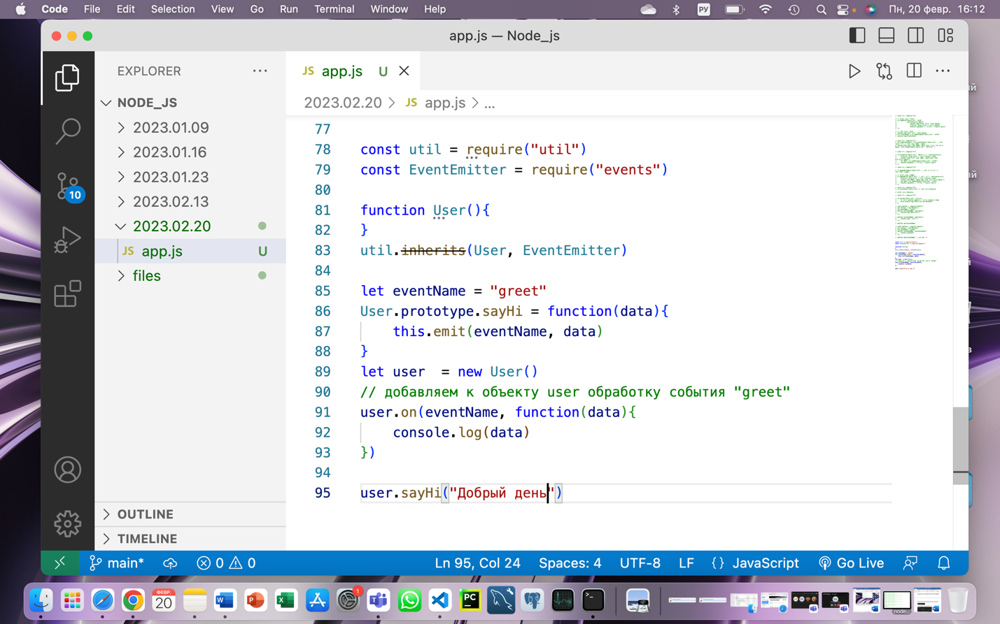 Code File Edit Selection View Go Run Terminal Window Help РУ Пн, 20 февр. 16:12
app.js — Node_js
EXPLORER
NODE_JS
2023.01.09
2023.01.16
2023.01.23
2023.02.13
2023.02.20
JS app.js U
files
OUTLINE
TIMELINE
10
JS app.js U
2023.02.20 > JS app.js > ...
77
78 const util = require("util")
79 const EventEmitter = require("events")
80
81 function User(){
82 }
83 util.inherits(User, EventEmitter)
84
85 let eventName = "greet"
86 User.prototype.sayHi = function(data){
87 this.emit(eventName, data)
88 }
89 let user  = new User()
90 // добавляем к объекту user обработку события "greet"
91 user.on(eventName, function(data){
92 console.log(data)
93 })
94
95 user.sayHi("Добрый день")
main* 0 0 Ln 95, Col 24 Spaces: 4 UTF-8 LF {} JavaScript Go Live
ФЕВР.
20
W P X 1 PC
node...